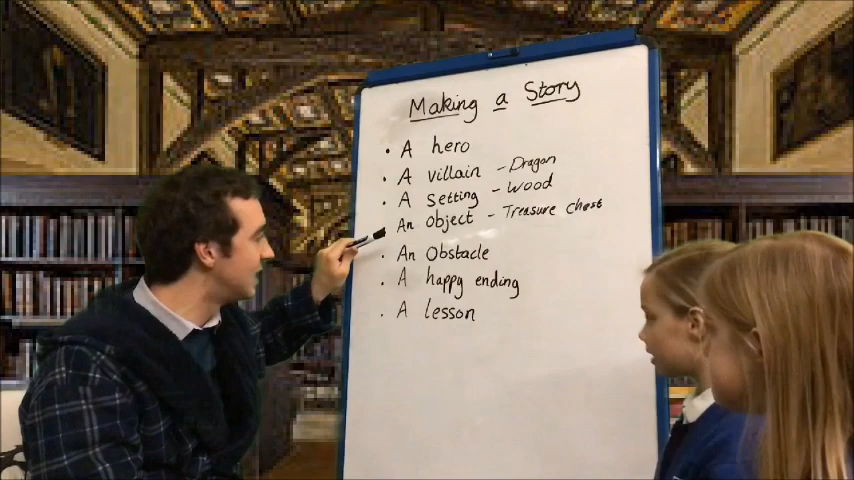 Making a Story
• A hero
• A villain - Dragon
• A setting - Wood
An object - Treasure chest
• An Obstacle
• A happy ending
• A lesson